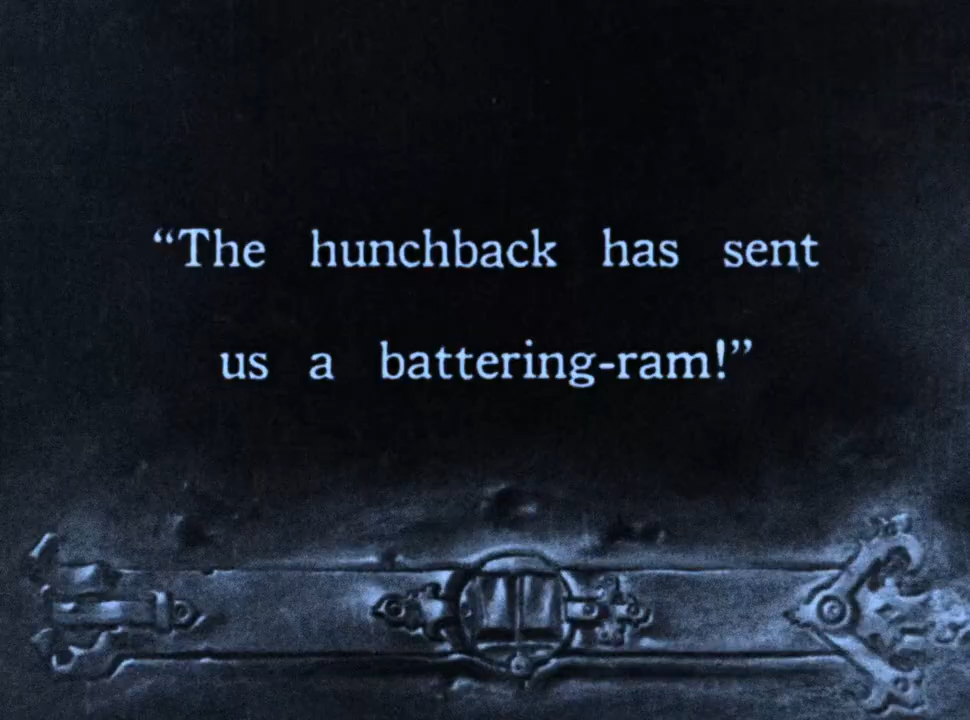 “The hunchback has sent
us a battering-ram!”